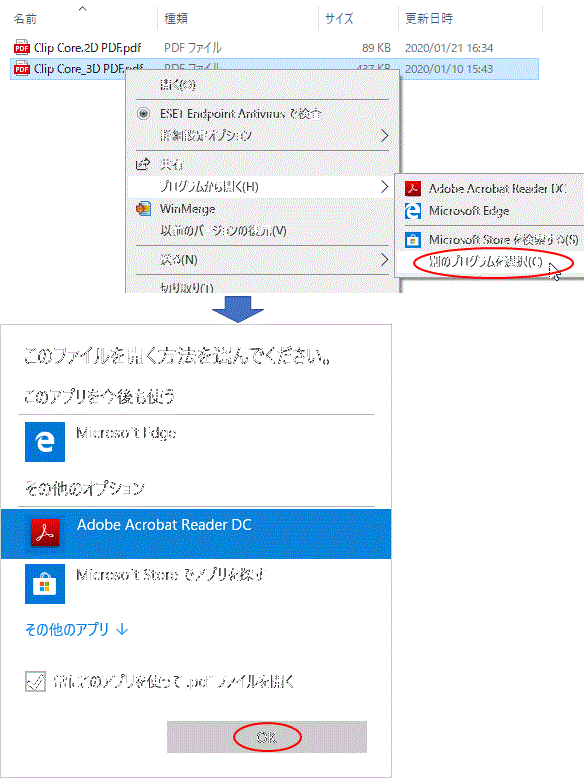 名前 種類 サイズ 更新日時
Clip Core.2D PDF.pdf PDF ファイル 89 KB 2020/01/21 16:34
Clip Core_3D PDF.pdf PDF ファイル 437 KB 2020/01/10 15:43
開く(O)
ESET Endpoint Antivirus で検査
詳細設定オプション
共有
プログラムから開く(H)
Adobe Acrobat Reader DC
WinMerge
Microsoft Edge
以前のバージョンの復元(V)
Microsoft Store を検索する(S)
送る(N)
別のプログラムを選択(C)
切り取り(T)
このファイルを開く方法を選んでください。
このアプリを今後も使う
Microsoft Edge
その他のオプション
Adobe Acrobat Reader DC
Microsoft Store でアプリを探す
その他のアプリ ↓
常にこのアプリを使って .pdf ファイルを開く
OK